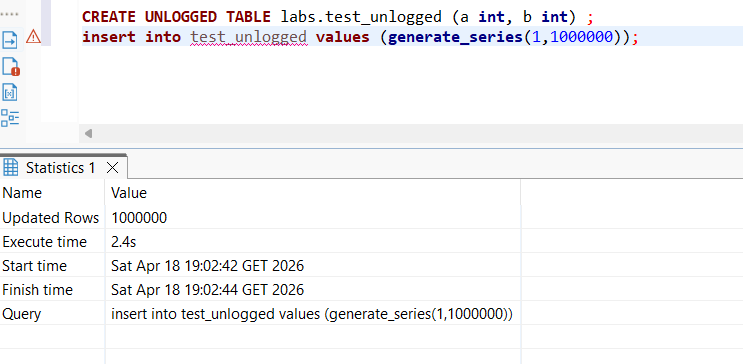 CREATE UNLOGGED TABLE labs.test_unlogged (a int, b int) ;
insert into test_unlogged values (generate_series(1,1000000));
Statistics 1
Name Value
Updated Rows 1000000
Execute time 2.4s
Start time Sat Apr 18 19:02:42 GET 2026
Finish time Sat Apr 18 19:02:44 GET 2026
Query insert into test_unlogged values (generate_series(1,1000000))